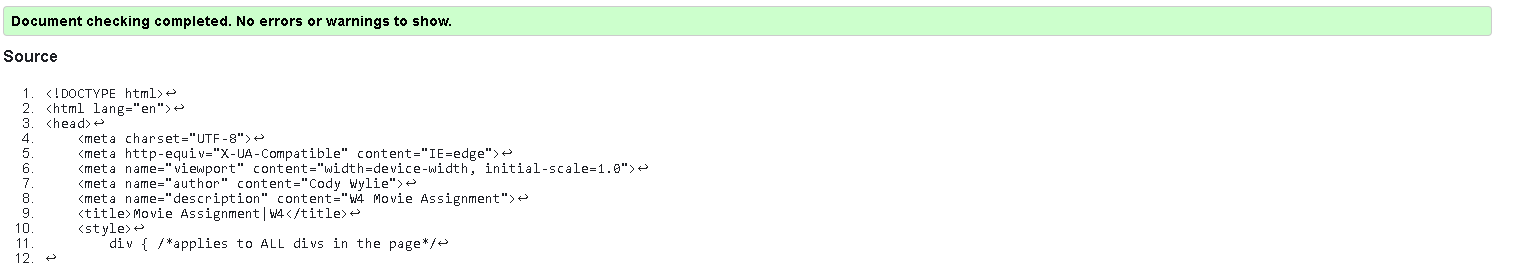 Document checking completed. No errors or warnings to show.
Source
1. <!DOCTYPE html>↩
2. <html lang="en">↩
3. <head>↩
4.     <meta charset="UTF-8">↩
5.     <meta http-equiv="X-UA-Compatible" content="IE=edge">↩
6.     <meta name="viewport" content="width=device-width, initial-scale=1.0">↩
7.     <meta name="author" content="Cody Wylie">↩
8.     <meta name="description" content="W4 Movie Assignment">↩
9.     <title>Movie Assignment|W4</title>↩
10.     <style>↩
11.         div { /*applies to ALL divs in the page*/↩
12. ↩